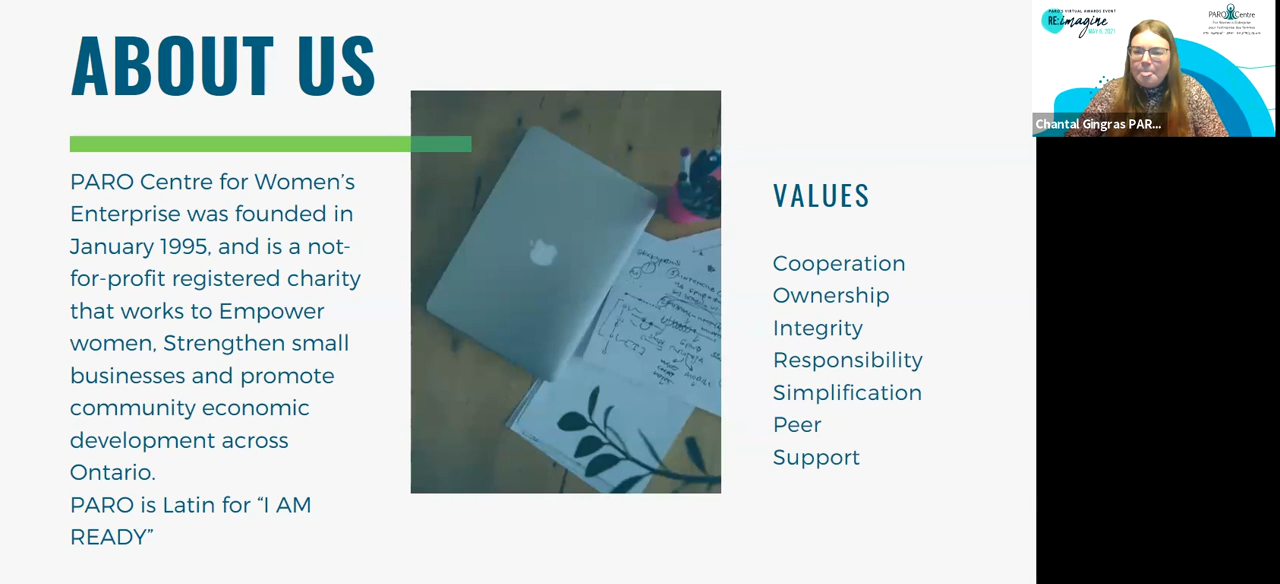 ABOUT US
PARO Centre for Women’s
Enterprise was founded in
January 1995, and is a not-
for-profit registered charity
that works to Empower
women, Strengthen small
businesses and promote
community economic
development across
Ontario.
PARO is Latin for “I AM
READY”
VALUES
Cooperation
Ownership
Integrity
Responsibility
Simplification
Peer
Support
PARO'S VIRTUAL AWARDS EVENT
RE:imagine
MAY 6, 2021
PARO Centre
Chantal Gingras PAR...